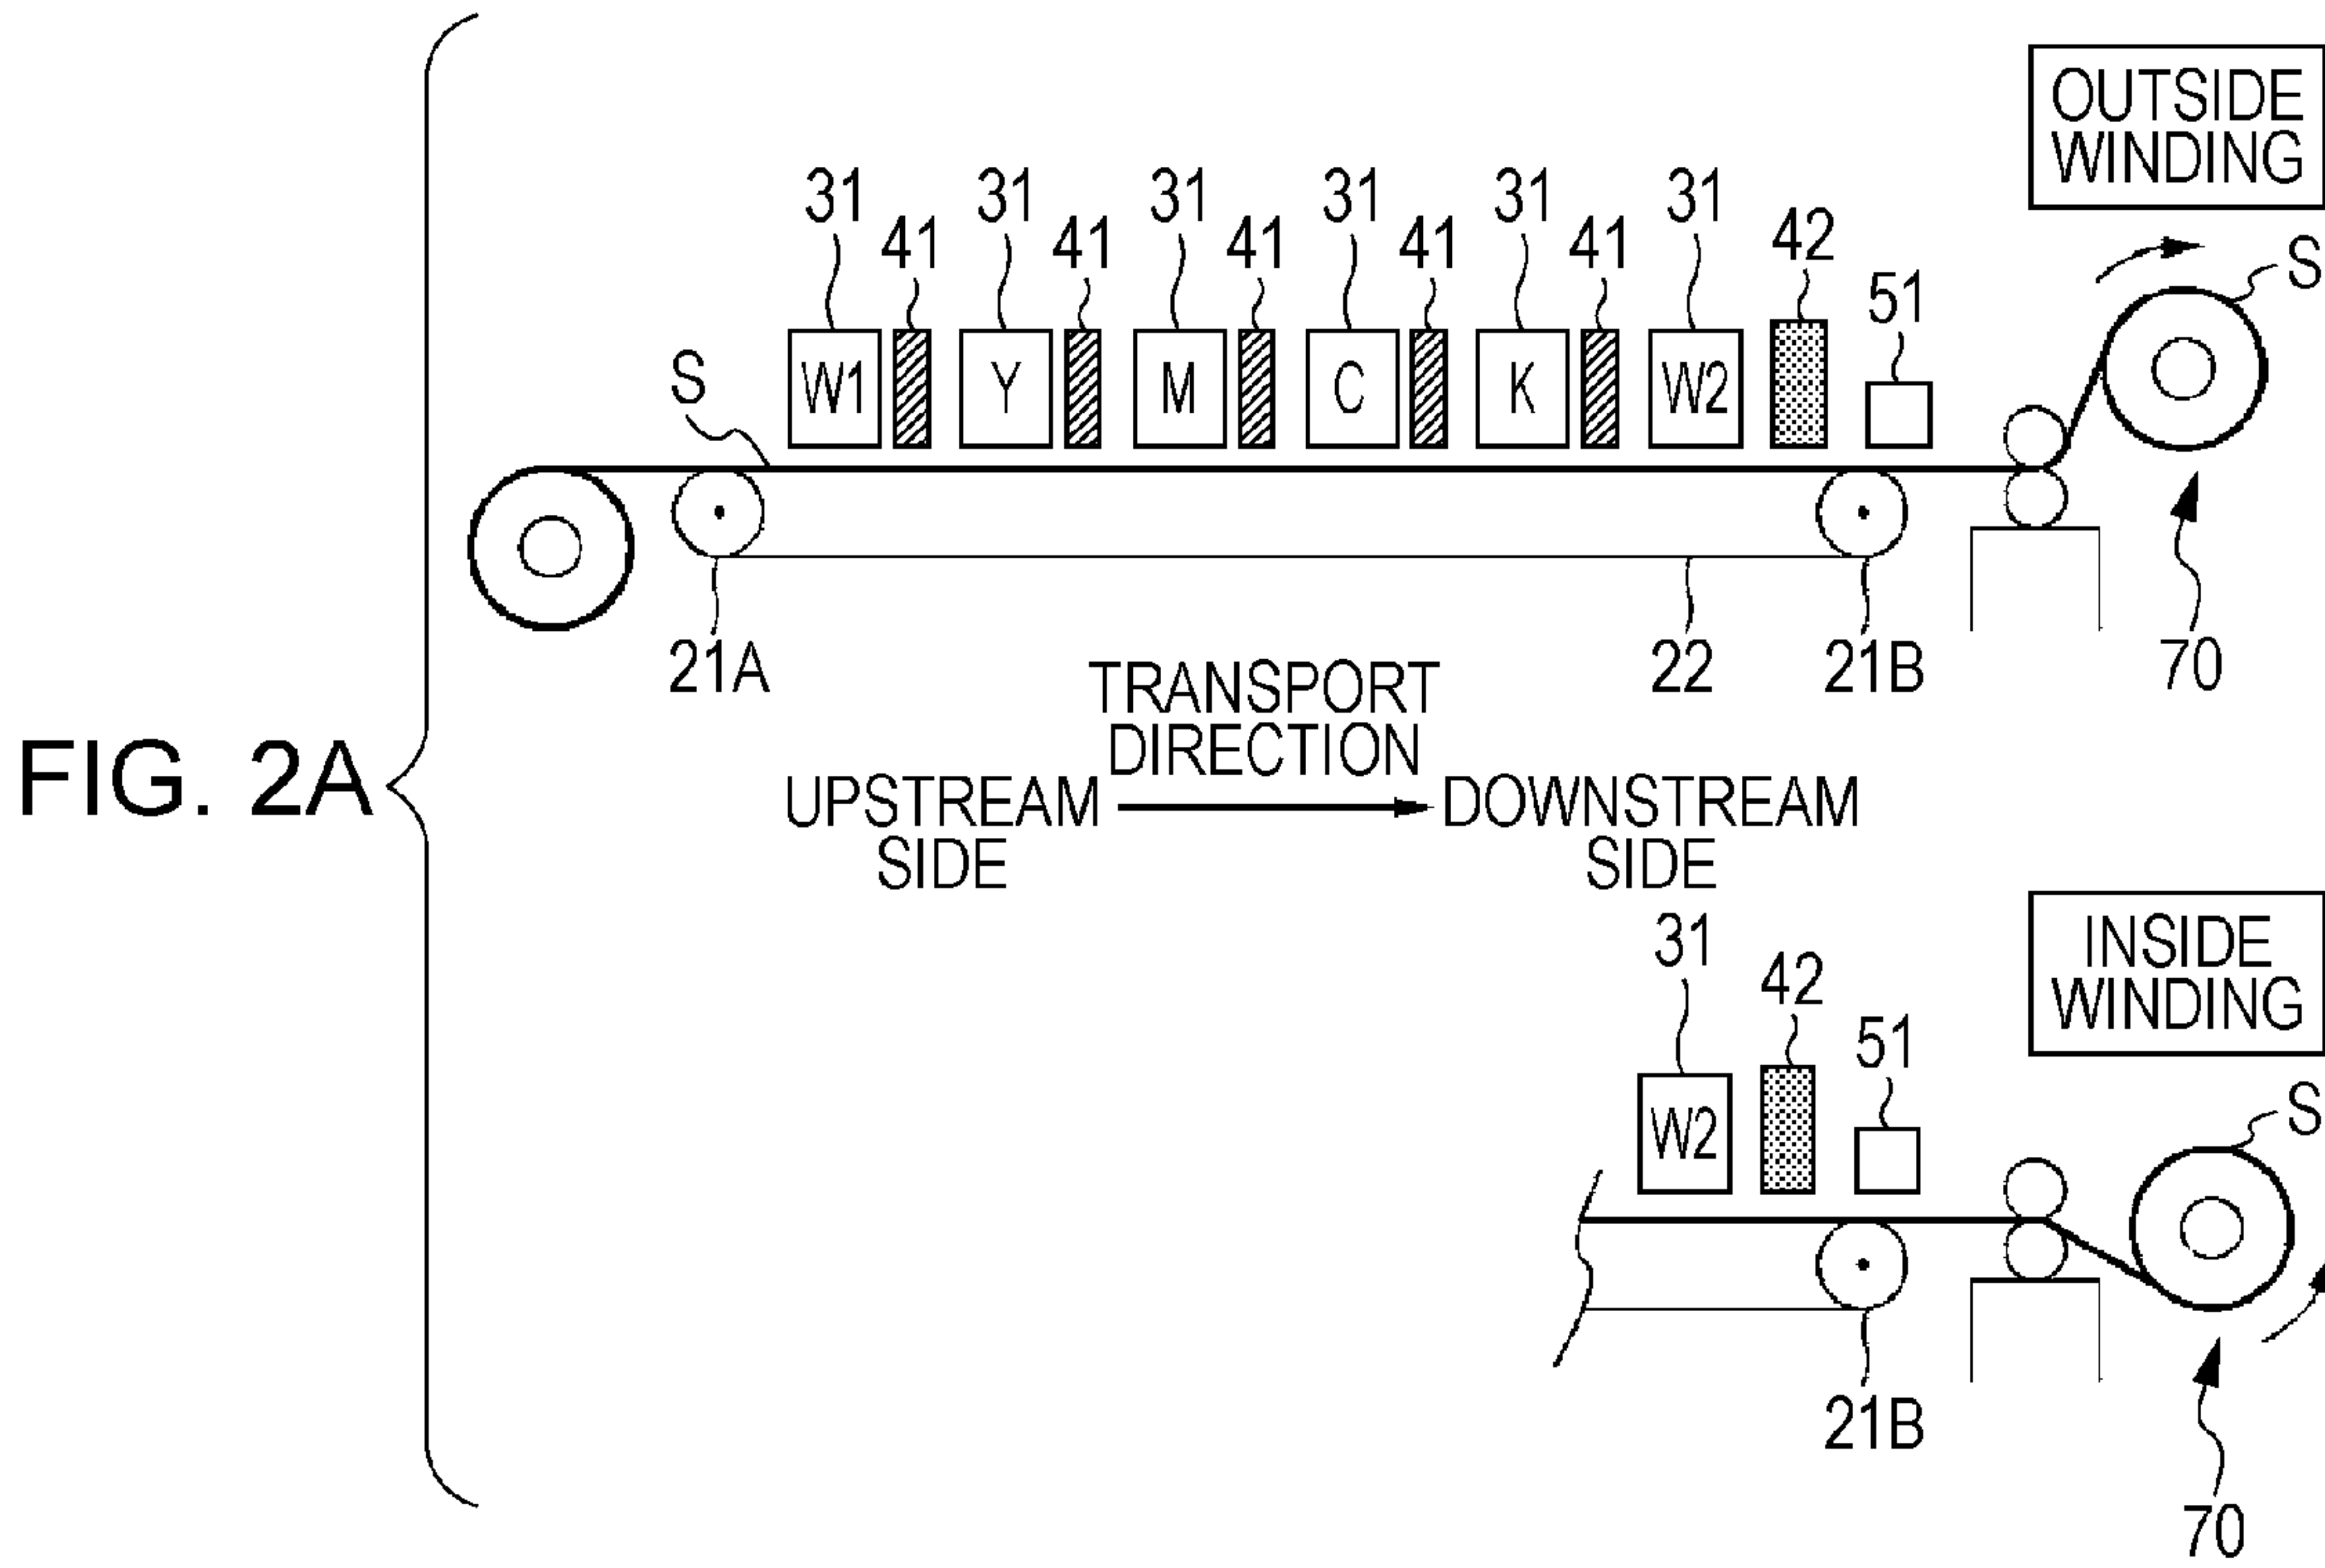 OUTSIDE
WINDING
31 31 31 31 31 31
41 41 41 41 41 42
S
51
S
W1 Y M C K W2
21A 22 21B 70
TRANSPORT
DIRECTION
FIG. 2A
UPSTREAM
SIDE
DOWNSTREAM
SIDE
INSIDE
WINDING
31
42
51
S
W2
21B
70